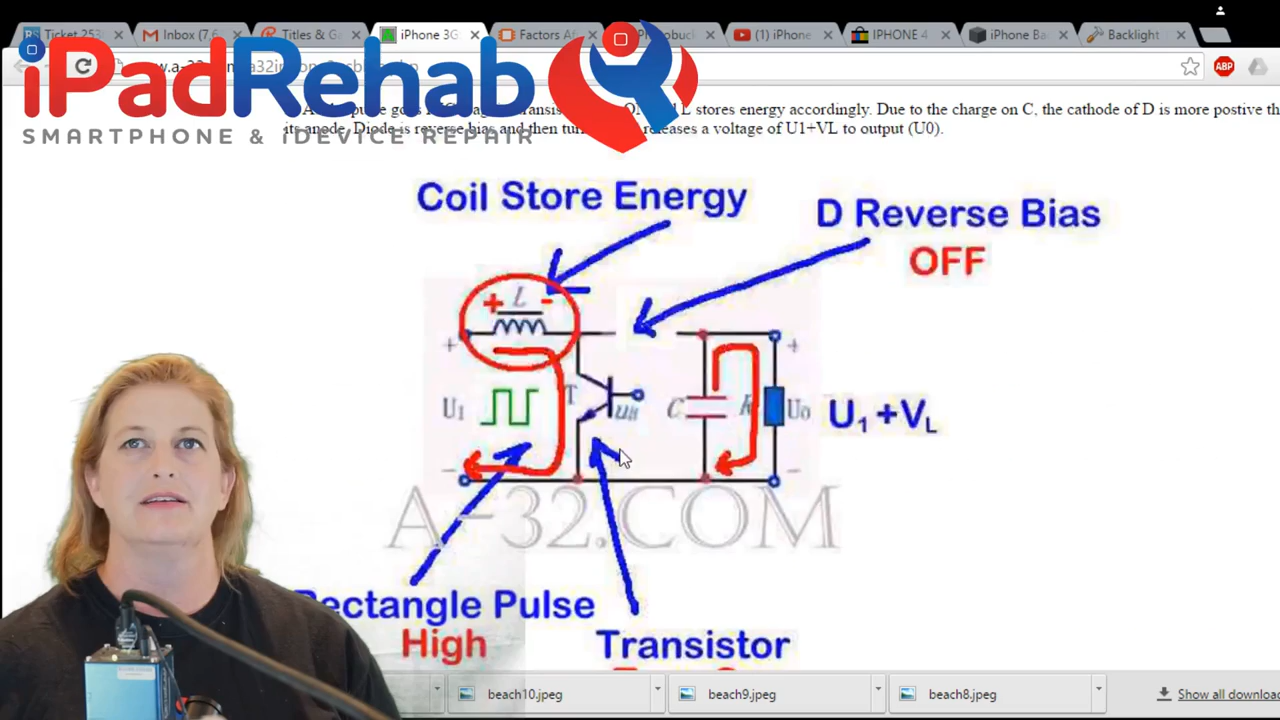 Ticket 253
Inbox (7,6
Titles & Ge
iPhone 3G
Factors Af
(1) iPhone
IPHONE 4
iPhone Ba
Backlight
iPadRehab
SMARTPHONE & iDEVICE REPAIR
ABP
L stores energy accordingly. Due to the charge on C, the cathode of D is more postive th
its anode. Diode is reverse bias and then releases a voltage of U1+VL to output (U0).
Coil Store Energy
D Reverse Bias
OFF
+ L -
+ +
U1 T uB C R U0 U1+VL
- -
A-32.COM
Rectangle Pulse
High
Transistor
beach10.jpeg
beach9.jpeg
beach8.jpeg
Show all download